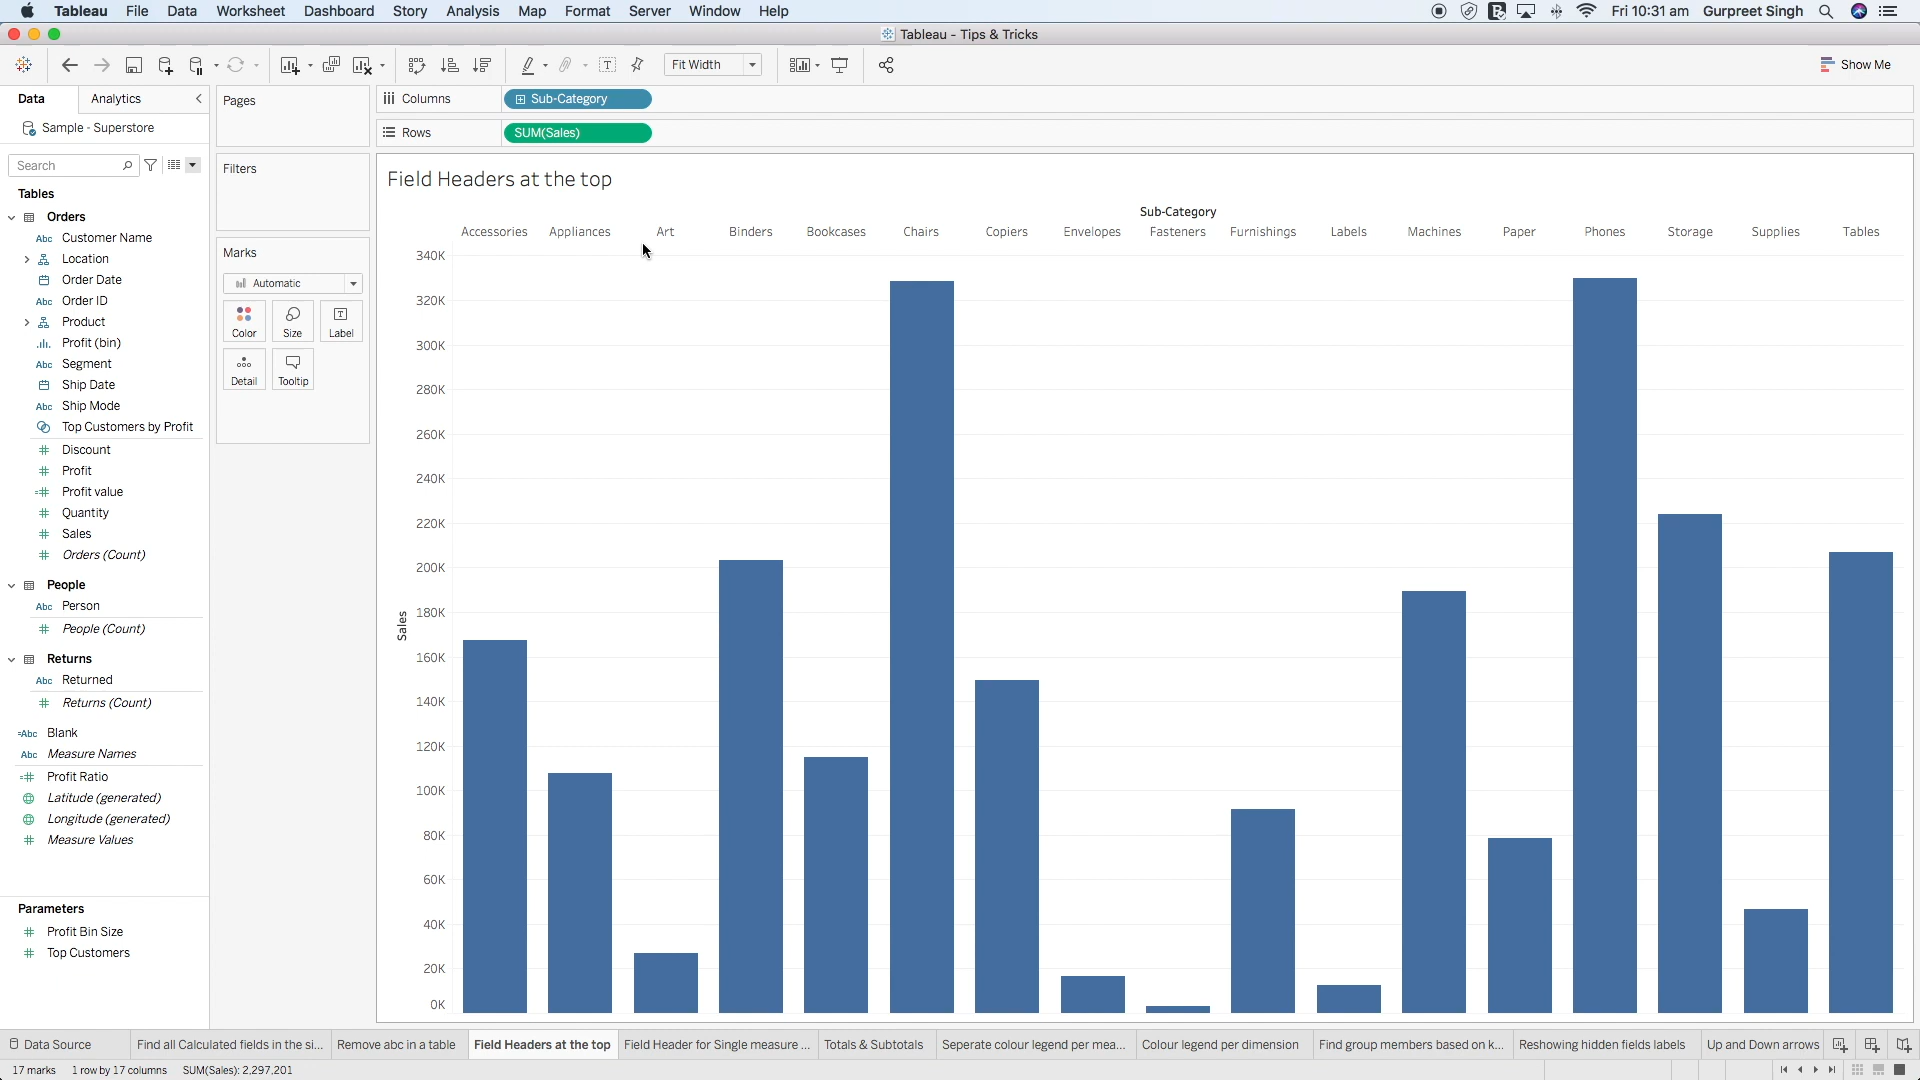 Tableau File Data Worksheet Dashboard Story Analysis Map Format Server Window Help Fri 10:31 am Gurpreet Singh
Tableau - Tips & Tricks
Fit Width Show Me
Data Analytics
Sample - Superstore
Search
Tables
Orders
Abc Customer Name
Location
Order Date
Abc Order ID
Product
Profit (bin)
Abc Segment
Ship Date
Abc Ship Mode
Top Customers by Profit
Discount
Profit
Profit value
Quantity
Sales
Orders (Count)
People
Abc Person
People (Count)
Returns
Abc Returned
Returns (Count)
=Abc Blank
Abc Measure Names
Profit Ratio
Latitude (generated)
Longitude (generated)
Measure Values
Parameters
Profit Bin Size
Top Customers
Pages
Filters
Marks
Automatic
Color Size Label
Detail Tooltip
Columns Sub-Category
Rows SUM(Sales)
Field Headers at the top
Sub-Category
Accessories Appliances Art Binders Bookcases Chairs Copiers Envelopes Fasteners Furnishings Labels Machines Paper Phones Storage Supplies Tables
340K
320K
300K
280K
260K
240K
220K
200K
180K
160K
140K
120K
100K
80K
60K
40K
20K
0K
Sales
Data Source Find all Calculated fields in the si... Remove abc in a table Field Headers at the top Field Header for Single measure ... Totals & Subtotals Seperate colour legend per mea... Colour legend per dimension Find group members based on k... Reshowing hidden fields labels Up and Down arrows
17 marks 1 row by 17 columns SUM(Sales): 2,297,201